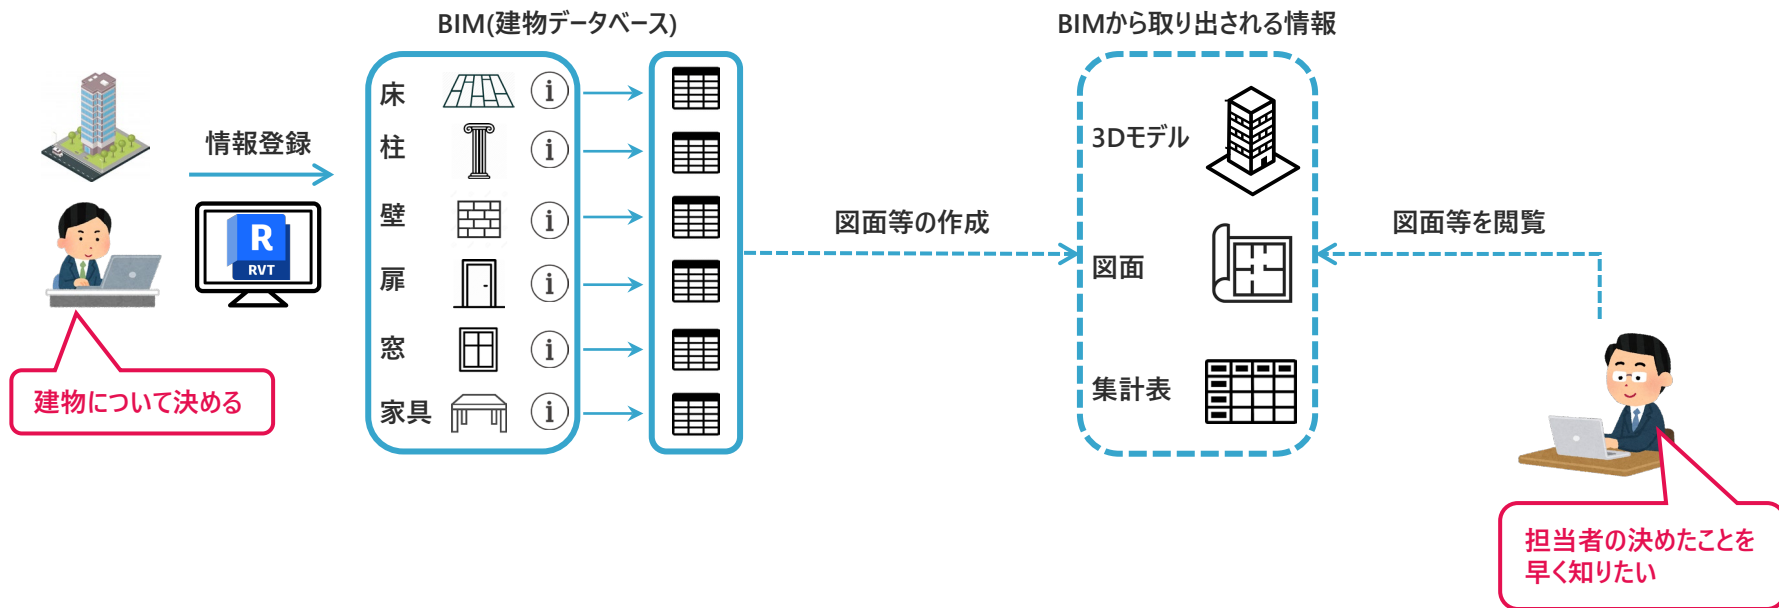 BIM(建物データベース)
BIMから取り出される情報
床
i
柱
i
壁
i
扉
i
窓
i
家具
i
情報登録
R
RVT
建物について決める
図面等の作成
3Dモデル
図面
集計表
図面等を閲覧
担当者の決めたことを
早く知りたい